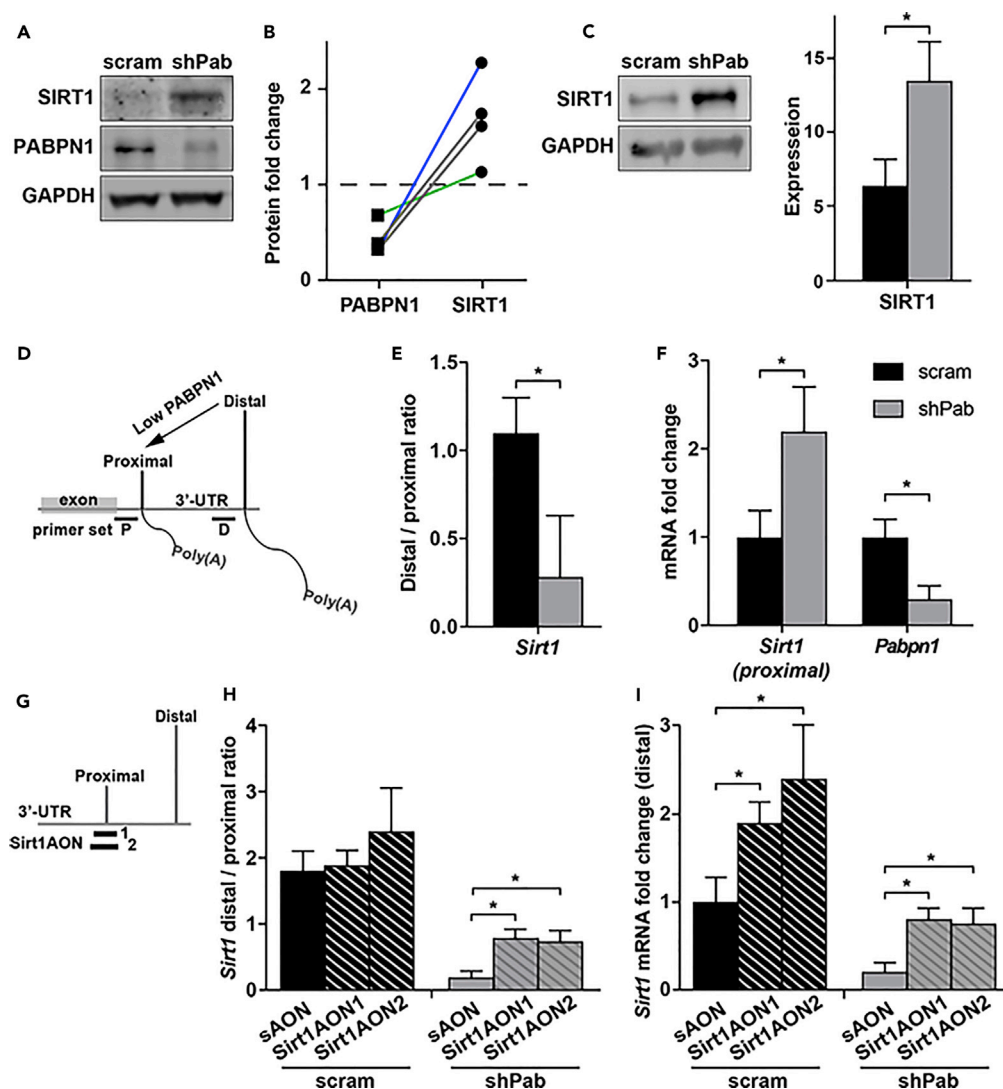 A
scram shPab
SIRT1
PABPN1
GAPDH
B
Protein fold change
2
1
0
PABPN1 SIRT1
C
scram shPab
SIRT1
GAPDH
Expresseion
15
10
5
0
*
SIRT1
D
Low PABPN1
Distal
Proximal
exon
3'-UTR
primer set P D
Poly(A)
Poly(A)
E
Distal / proximal ratio
1.5
1.0
0.5
0.0
*
Sirt1
F
mRNA fold change
3
2
1
0
*
*
scram
shPab
Sirt1
(proximal)
Pabpn1
G
Distal
Proximal
3'-UTR
1
Sirt1AON 2
H
Sirt1 distal / proximal ratio
4
3
2
1
0
*
*
sAON Sirt1AON1 Sirt1AON2 sAON Sirt1AON1 Sirt1AON2
scram shPab
I
Sirt1 mRNA fold change (distal)
3
2
1
0
*
*
*
*
sAON Sirt1AON1 Sirt1AON2 sAON Sirt1AON1 Sirt1AON2
scram shPab